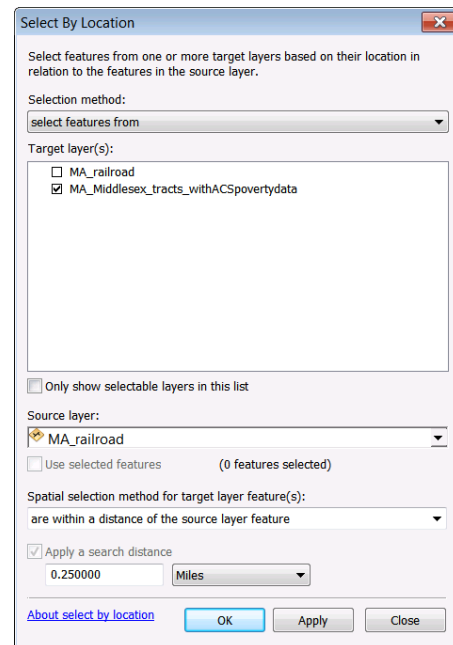 Select By Location
Select features from one or more target layers based on their location in
relation to the features in the source layer.
Selection method:
select features from
Target layer(s):
MA_railroad
MA_Middlesex_tracts_withACSpovertydata
Only show selectable layers in this list
Source layer:
MA_railroad
Use selected features (0 features selected)
Spatial selection method for target layer feature(s):
are within a distance of the source layer feature
Apply a search distance
0.250000 Miles
About select by location OK Apply Close